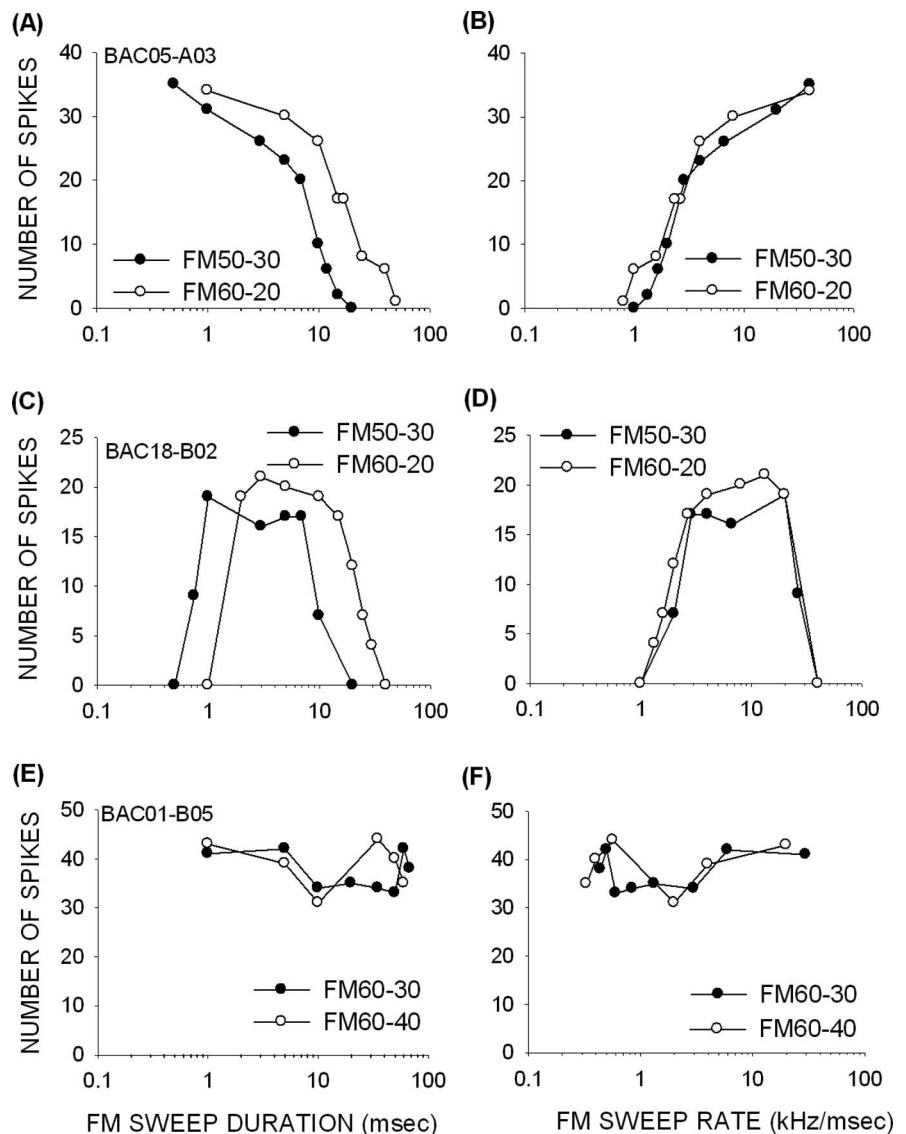 (A)
BAC05-A03
NUMBER OF SPIKES
40
30
20
10
0
FM50-30
FM60-20
0.1 1 10 100
(B)
40
30
20
10
0
FM50-30
FM60-20
0.1 1 10 100
(C)
BAC18-B02
NUMBER OF SPIKES
25
20
15
10
5
0
FM50-30
FM60-20
0.1 1 10 100
(D)
25
20
15
10
5
0
FM50-30
FM60-20
0.1 1 10 100
(E)
BAC01-B05
NUMBER OF SPIKES
50
40
30
20
10
0
FM60-30
FM60-40
0.1 1 10 100
FM SWEEP DURATION (msec)
(F)
50
40
30
20
10
0
FM60-30
FM60-40
0.1 1 10 100
FM SWEEP RATE (kHz/msec)